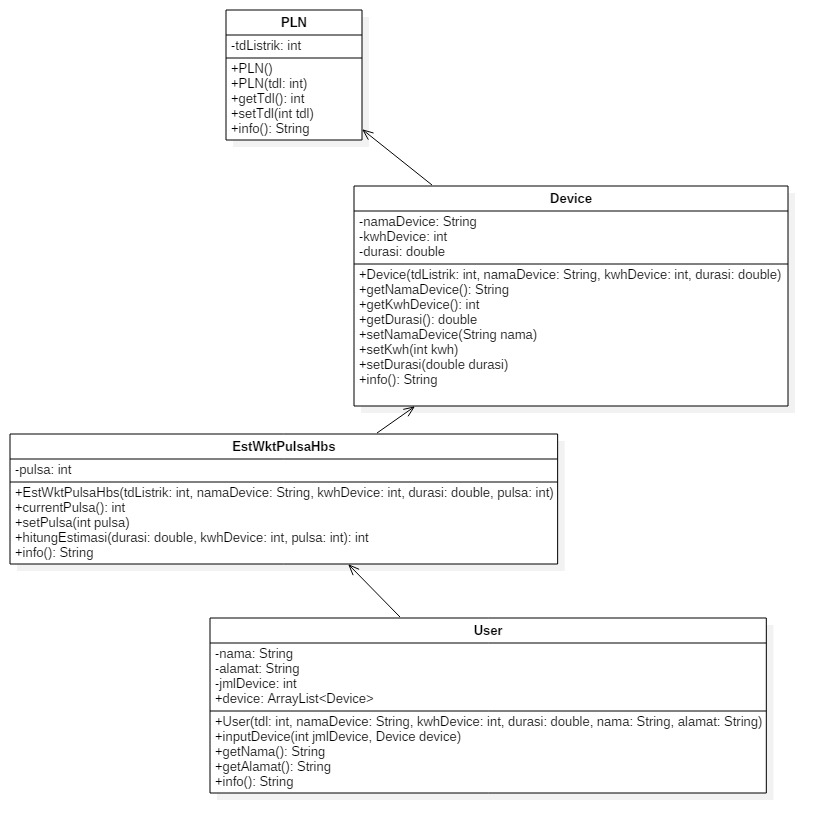 PLN
-tdListrik: int
+PLN()
+PLN(tdl: int)
+getTdl(): int
+setTdl(int tdl)
+info(): String
Device
-namaDevice: String
-kwhDevice: int
-durasi: double
+Device(tdListrik: int, namaDevice: String, kwhDevice: int, durasi: double)
+getNamaDevice(): String
+getKwhDevice(): int
+getDurasi(): double
+setNamaDevice(String nama)
+setKwh(int kwh)
+setDurasi(double durasi)
+info(): String
EstWktPulsaHbs
-pulsa: int
+EstWktPulsaHbs(tdListrik: int, namaDevice: String, kwhDevice: int, durasi: double, pulsa: int)
+currentPulsa(): int
+setPulsa(int pulsa)
+hitungEstimasi(durasi: double, kwhDevice: int, pulsa: int): int
+info(): String
User
-nama: String
-alamat: String
-jmlDevice: int
+device: ArrayList<Device>
+User(tdl: int, namaDevice: String, kwhDevice: int, durasi: double, nama: String, alamat: String)
+inputDevice(int jmlDevice, Device device)
+getNama(): String
+getAlamat(): String
+info(): String